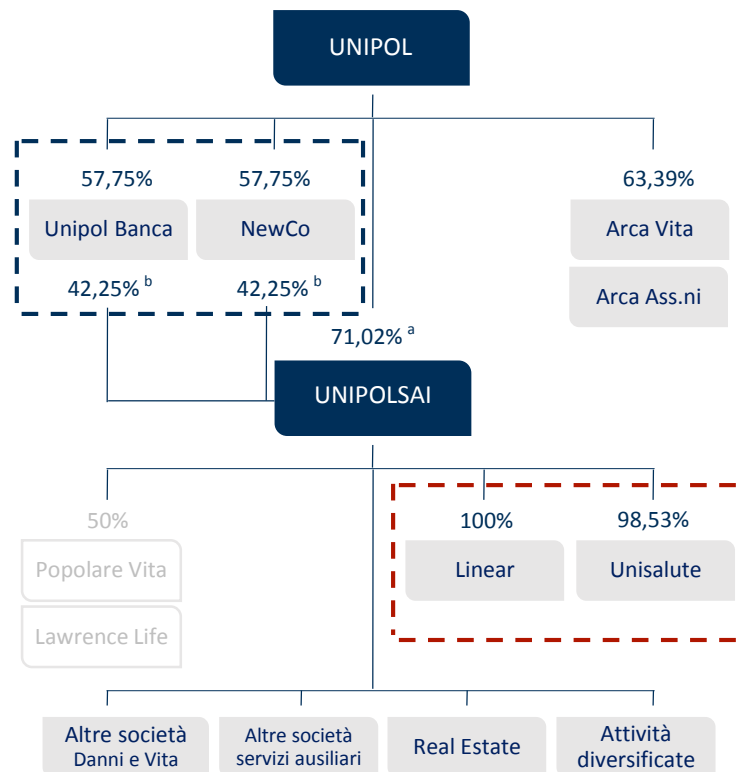 UNIPOL
57,75% 57,75% 63,39%
Unipol Banca NewCo Arca Vita
42,25% b 42,25% b Arca Ass.ni
71,02% a
UNIPOLSAI
50% 100% 98,53%
Popolare Vita Linear Unisalute
Lawrence Life
Altre società Altre società Real Estate Attività
Danni e Vita servizi ausiliari diversificate